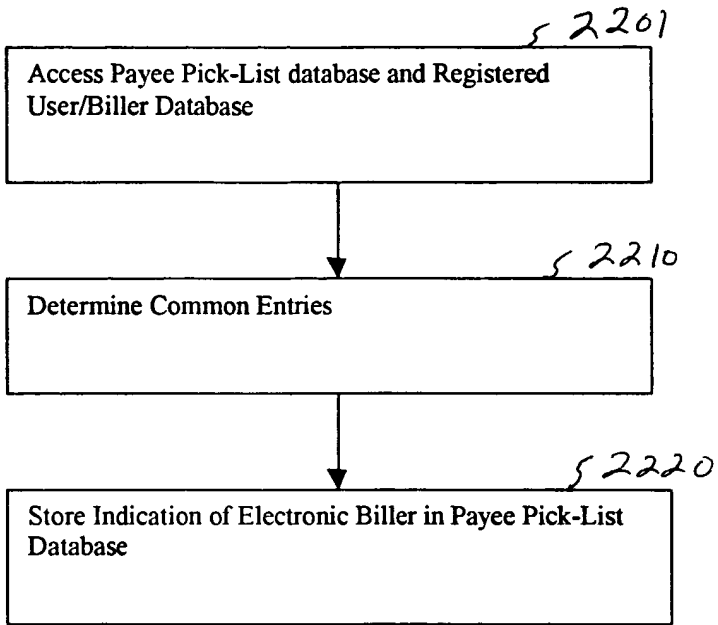 2201
Access Payee Pick-List database and Registered
User/Biller Database
2210
Determine Common Entries
2220
Store Indication of Electronic Biller in Payee Pick-List
Database